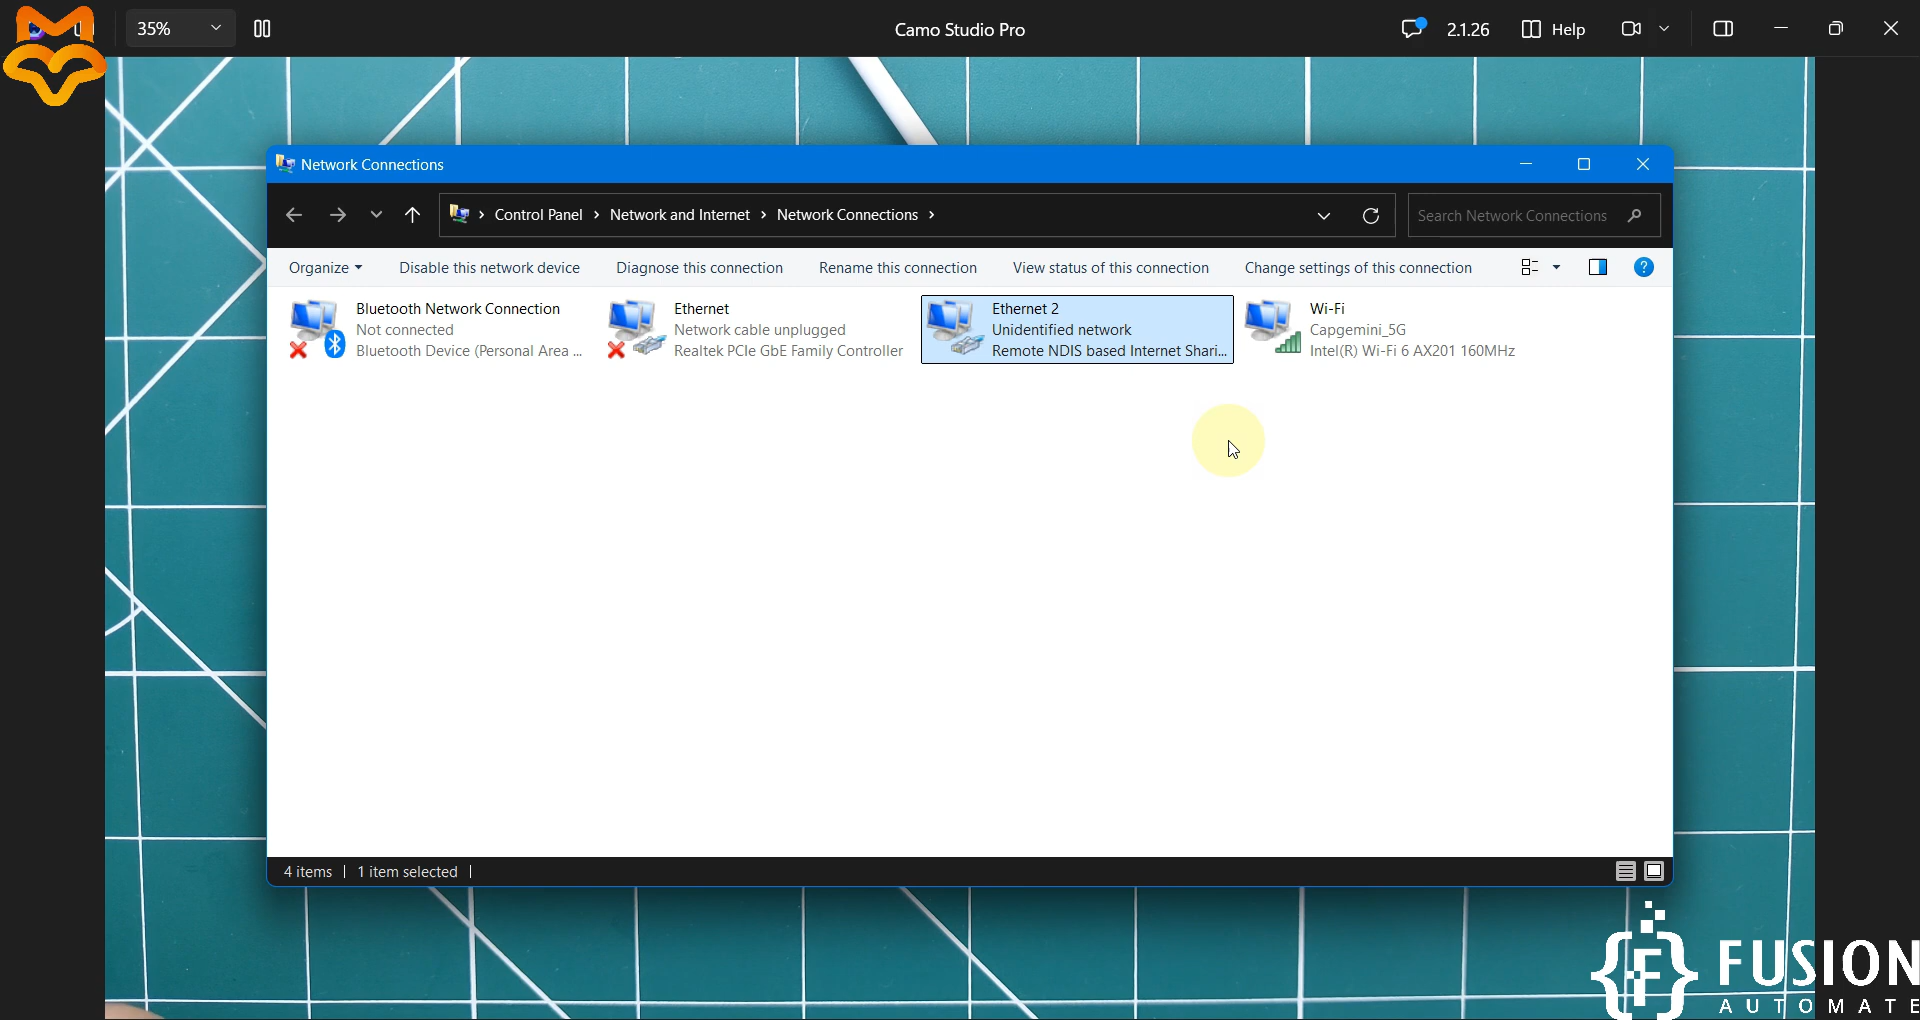 35%
Camo Studio Pro
2.1.26
Help
Network Connections
Control Panel
Network and Internet
Network Connections
Search Network Connections
Organize
Disable this network device
Diagnose this connection
Rename this connection
View status of this connection
Change settings of this connection
Bluetooth Network Connection
Not connected
Bluetooth Device (Personal Area ...
Ethernet
Network cable unplugged
Realtek PCIe GbE Family Controller
Ethernet 2
Unidentified network
Remote NDIS based Internet Shari...
Wi-Fi
Capgemini_5G
Intel(R) Wi-Fi 6 AX201 160MHz
4 items
1 item selected
{F} FUSION
AUTOMATE